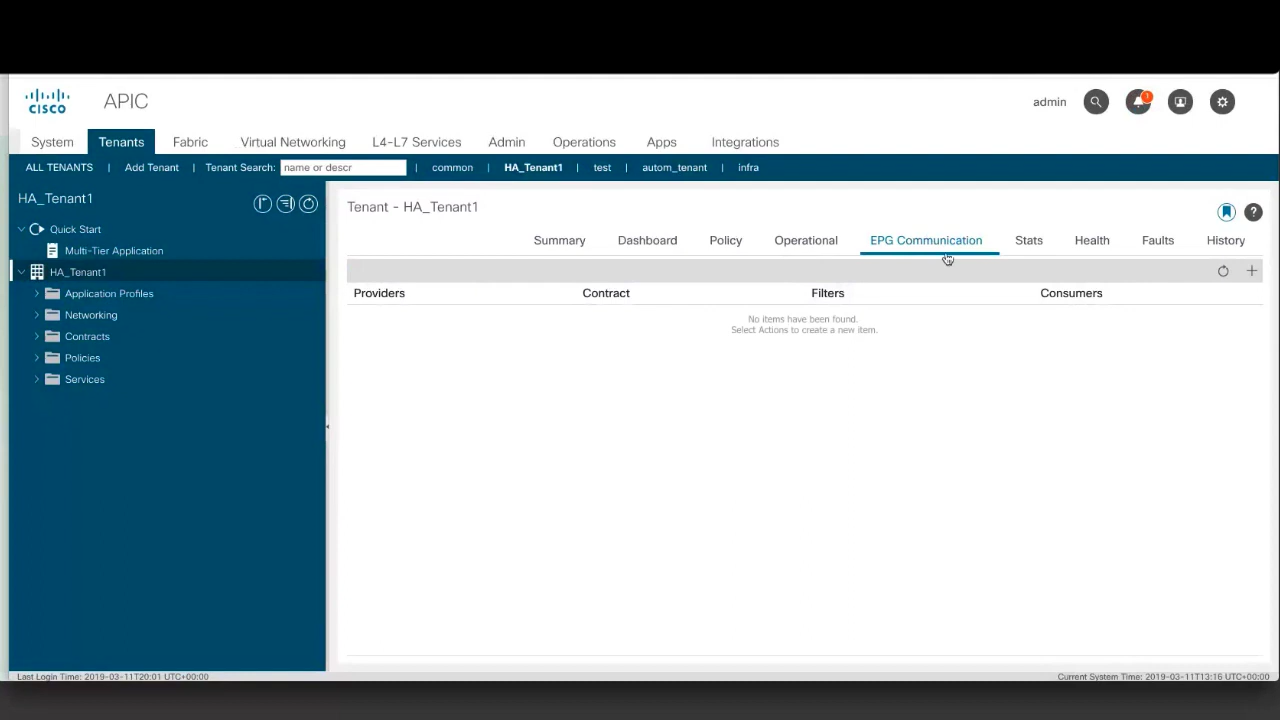 CISCO
APIC
admin
1
System Tenants Fabric Virtual Networking L4-L7 Services Admin Operations Apps Integrations
ALL TENANTS | Add Tenant | Tenant Search: name or descr | common | HA_Tenant1 | test | autom_tenant | infra
HA_Tenant1
Quick Start
Multi-Tier Application
HA_Tenant1
Application Profiles
Networking
Contracts
Policies
Services
Tenant - HA_Tenant1
?
Summary Dashboard Policy Operational EPG Communication Stats Health Faults History
Providers Contract Filters Consumers
No items have been found.
Select Actions to create a new item.
Last Login Time: 2019-03-11T20:01 UTC+00:00
Current System Time: 2019-03-11T13:16 UTC+00:00